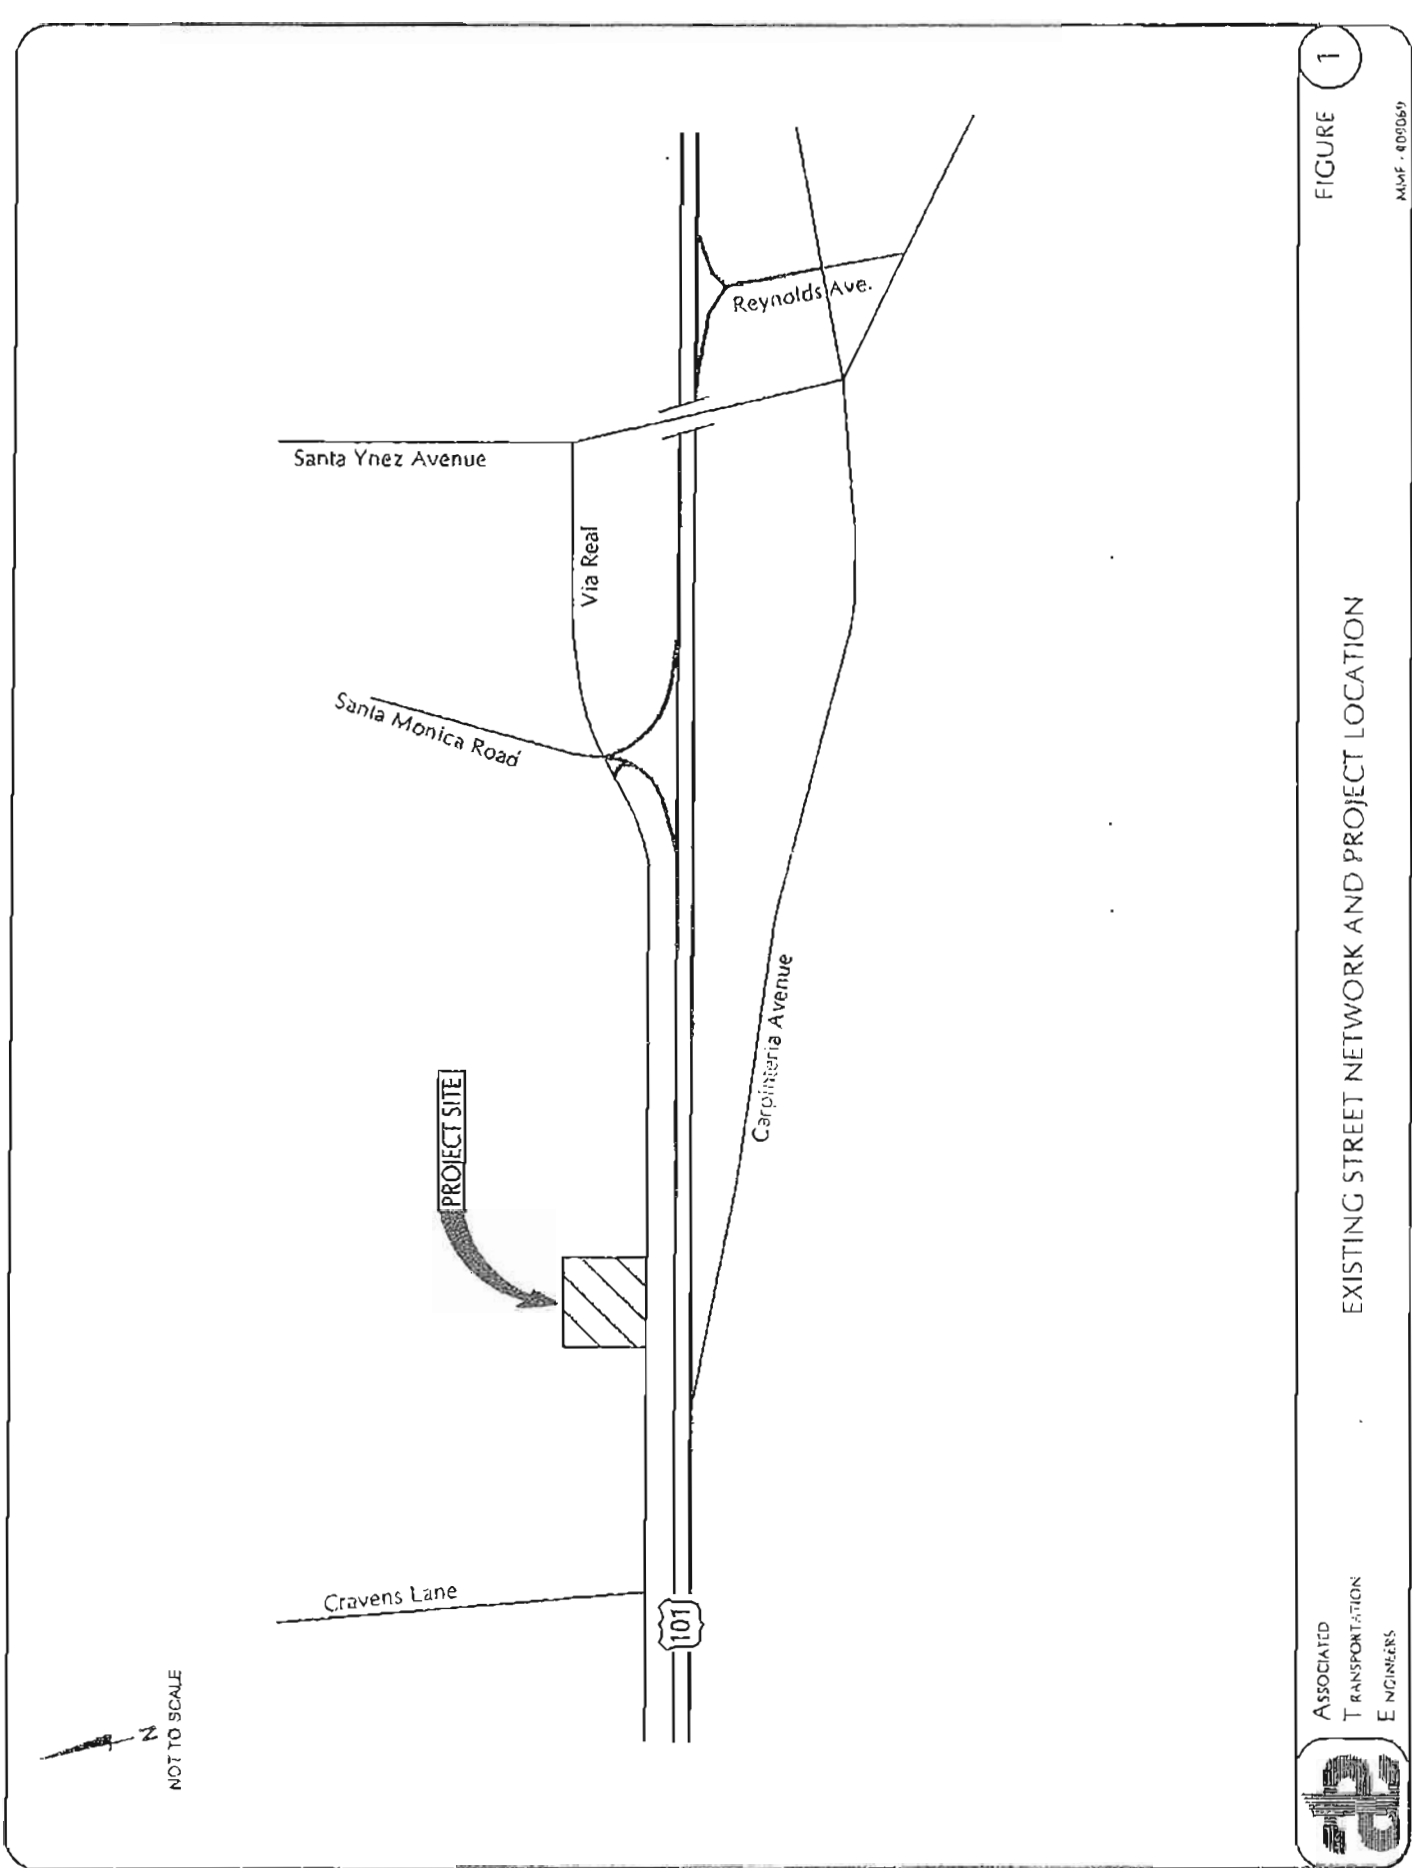 N
NOT TO SCALE
Cravens Lane
PROJECT SITE
Santa Monica Road
Santa Ynez Avenue
Via Real
101
Carpinteria Avenue
Reynolds Ave.
ate
ASSOCIATED
TRANSPORTATION
ENGINEERS
EXISTING STREET NETWORK AND PROJECT LOCATION
FIGURE
1